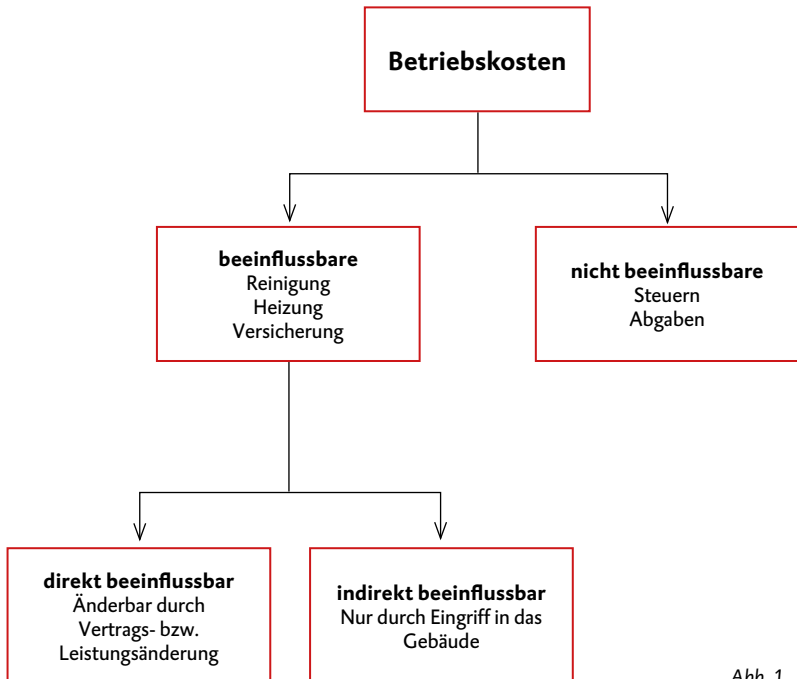 Betriebskosten
beeinflussbare
Reinigung
Heizung
Versicherung
nicht beeinflussbare
Steuern
Abgaben
direkt beeinflussbar
Änderbar durch
Vertrags- bzw.
Leistungsänderung
indirekt beeinflussbar
Nur durch Eingriff in das
Gebäude
Abb. 1